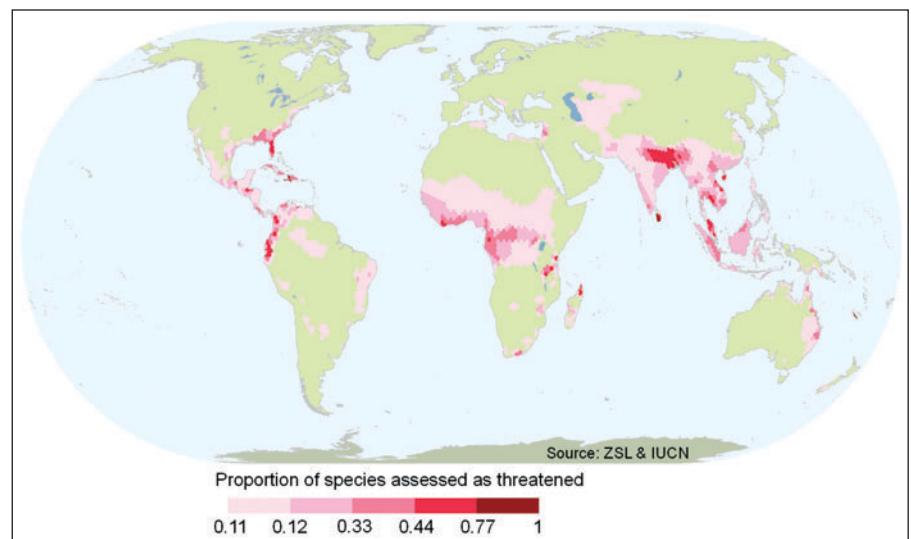 Source: ZSL & IUCN
Proportion of species assessed as threatened
0.11 0.12 0.33 0.44 0.77 1